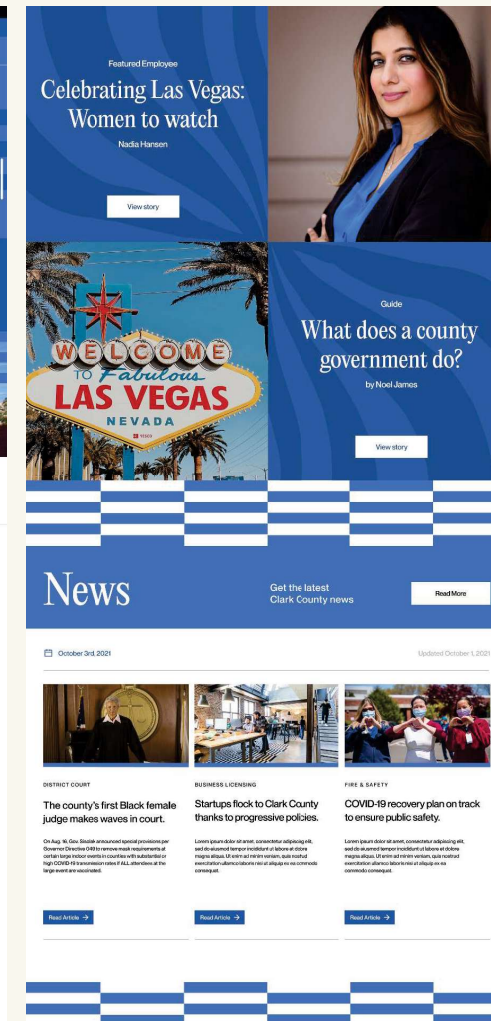 Featured Employee
Celebrating Las Vegas:
Women to watch
Nadia Hansen
View story
WELCOME
TO Fabulous
LAS VEGAS
NEVADA
Guide
What does a county
government do?
by Noel James
View story
News
Get the latest
Clark County news
Read More
October 3rd, 2021
Updated October 1, 2021
DISTRICT COURT
The county's first Black female
judge makes waves in court.
On Aug. 16, Gov. Sisolak announced special provisions per
Governor Directive 049 to remove mask requirements at
certain large indoor events in counties with substantial or
high COVID-19 transmission rates if ALL attendees at the
large event are vaccinated.
Read Article →
BUSINESS LICENSING
Startups flock to Clark County
thanks to progressive policies.
Lorem ipsum dolor sit amet, consectetur adipiscing elit,
sed do eiusmod tempor incididunt ut labore et dolore
magna aliqua. Ut enim ad minim veniam, quis nostrud
exercitation ullamco laboris nisi ut aliquip ex ea commodo
consequat.
Read Article →
FIRE & SAFETY
COVID-19 recovery plan on track
to ensure public safety.
Lorem ipsum dolor sit amet, consectetur adipiscing elit,
sed do eiusmod tempor incididunt ut labore et dolore
magna aliqua. Ut enim ad minim veniam, quis nostrud
exercitation ullamco laboris nisi ut aliquip ex ea
commodo consequat.
Read Article →